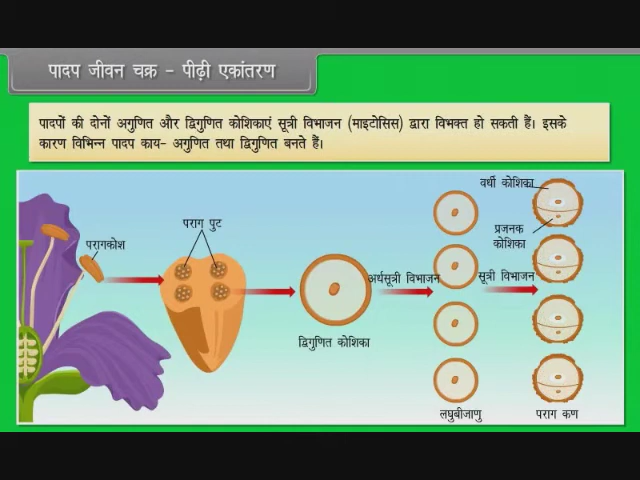 पादप जीवन चक्र - पीढ़ी एकांतरण
पादपों की दोनों अगुणित और द्विगुणित कोशिकाएं सूत्री विभाजन (माइटोसिस) द्वारा विभक्त हो सकती हैं। इसके
कारण विभिन्न पादप काय- अगुणित तथा द्विगुणित बनते हैं।
वर्धी कोशिका
पराग पुट
प्रजनक
कोशिका
परागकोश
अर्धसूत्री विभाजन
सूत्री विभाजन
द्विगुणित कोशिका
लघुबीजाणु
पराग कण